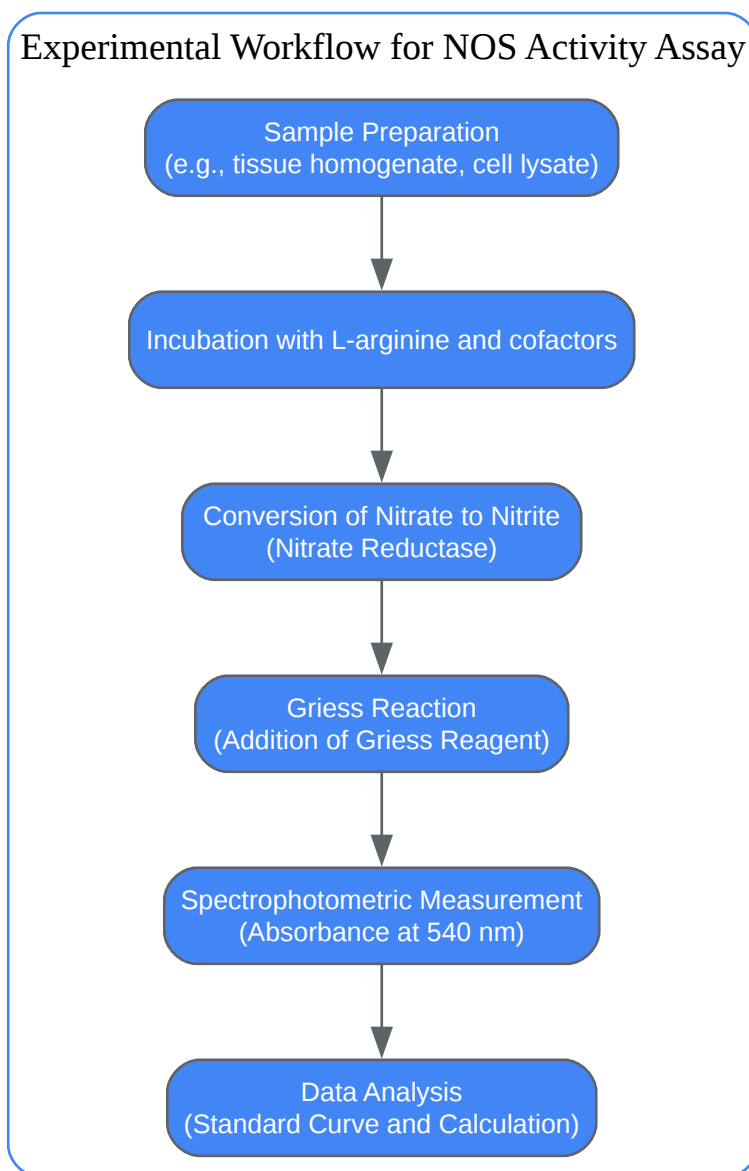 Experimental Workflow for NOS Activity Assay
Sample Preparation
(e.g., tissue homogenate, cell lysate)
Incubation with L-arginine and cofactors
Conversion of Nitrate to Nitrite
(Nitrate Reductase)
Griess Reaction
(Addition of Griess Reagent)
Spectrophotometric Measurement
(Absorbance at 540 nm)
Data Analysis
(Standard Curve and Calculation)